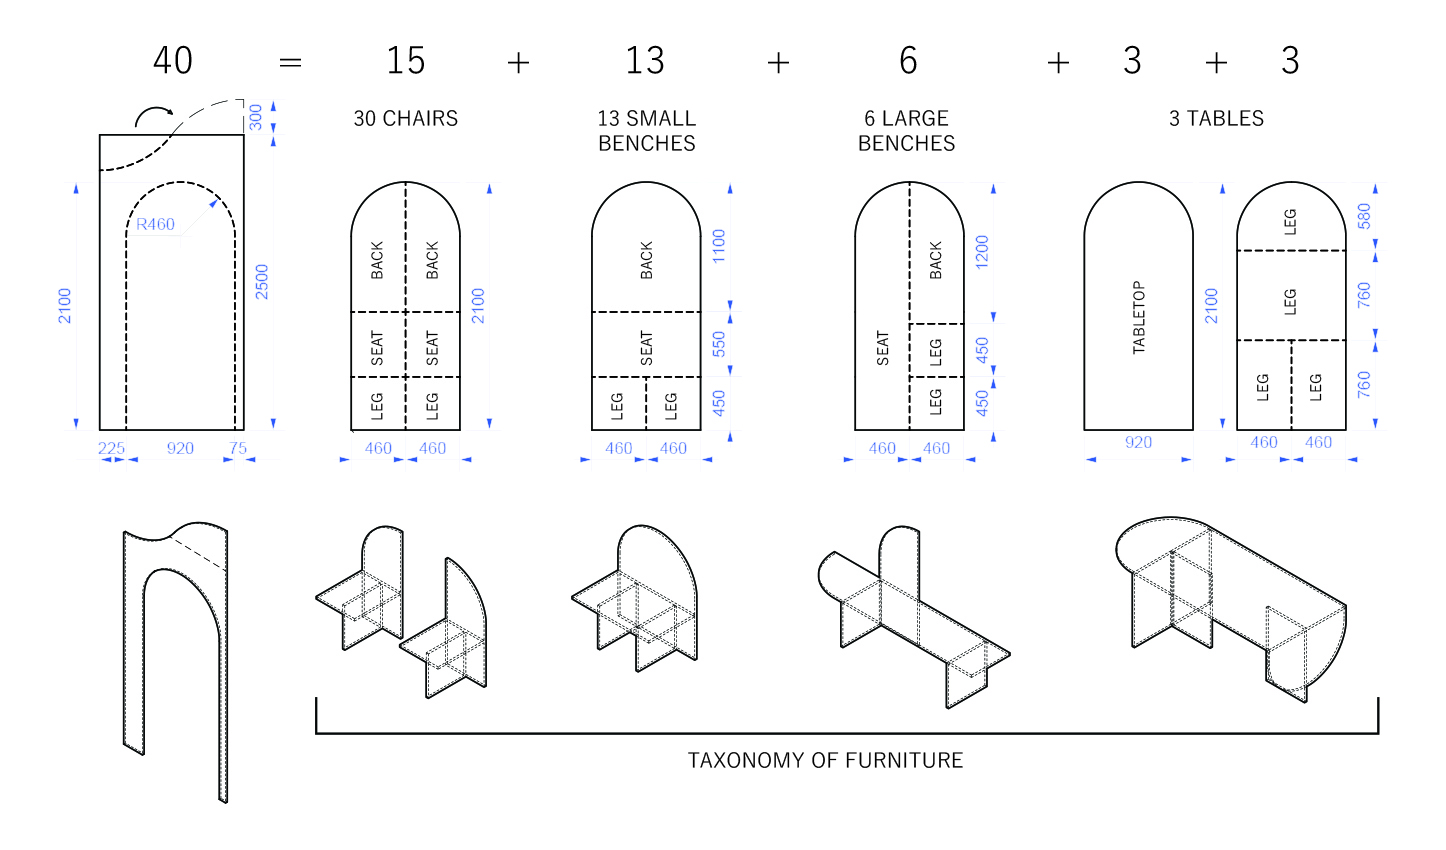 40 = 15 + 13 + 6 + 3 + 3
30 CHAIRS
13 SMALL
BENCHES
6 LARGE
BENCHES
3 TABLES
300
R460
2100
2500
225
920
75
BACK
BACK
SEAT
SEAT
LEG
LEG
2100
460
460
BACK
SEAT
LEG
LEG
1100
550
450
460
460
SEAT
BACK
LEG
LEG
1200
450
450
460
460
TABLETOP
2100
920
LEG
LEG
LEG
LEG
580
760
760
460
460
TAXONOMY OF FURNITURE